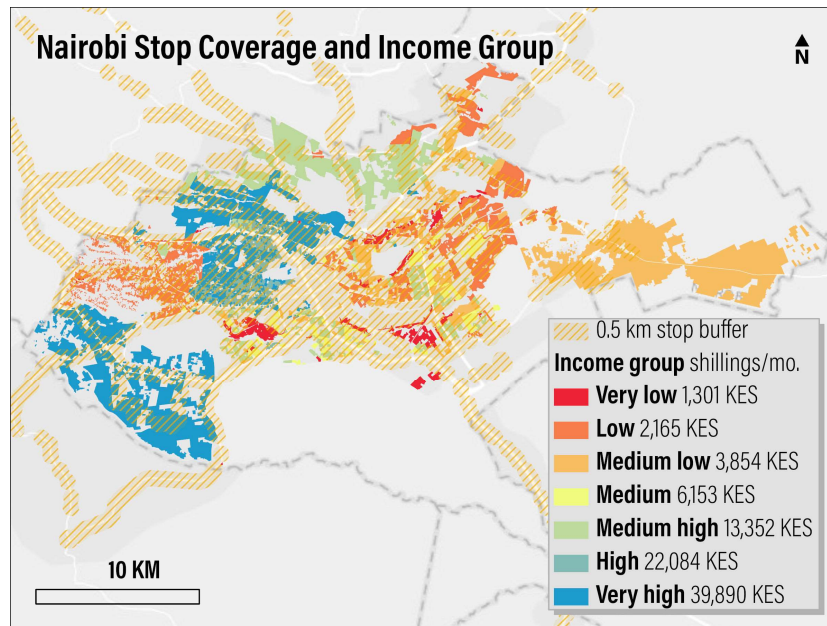 Nairobi Stop Coverage and Income Group
N
0.5 km stop buffer
Income group shillings/mo.
Very low 1,301 KES
Low 2,165 KES
Medium low 3,854 KES
Medium 6,153 KES
Medium high 13,352 KES
High 22,084 KES
Very high 39,890 KES
10 KM